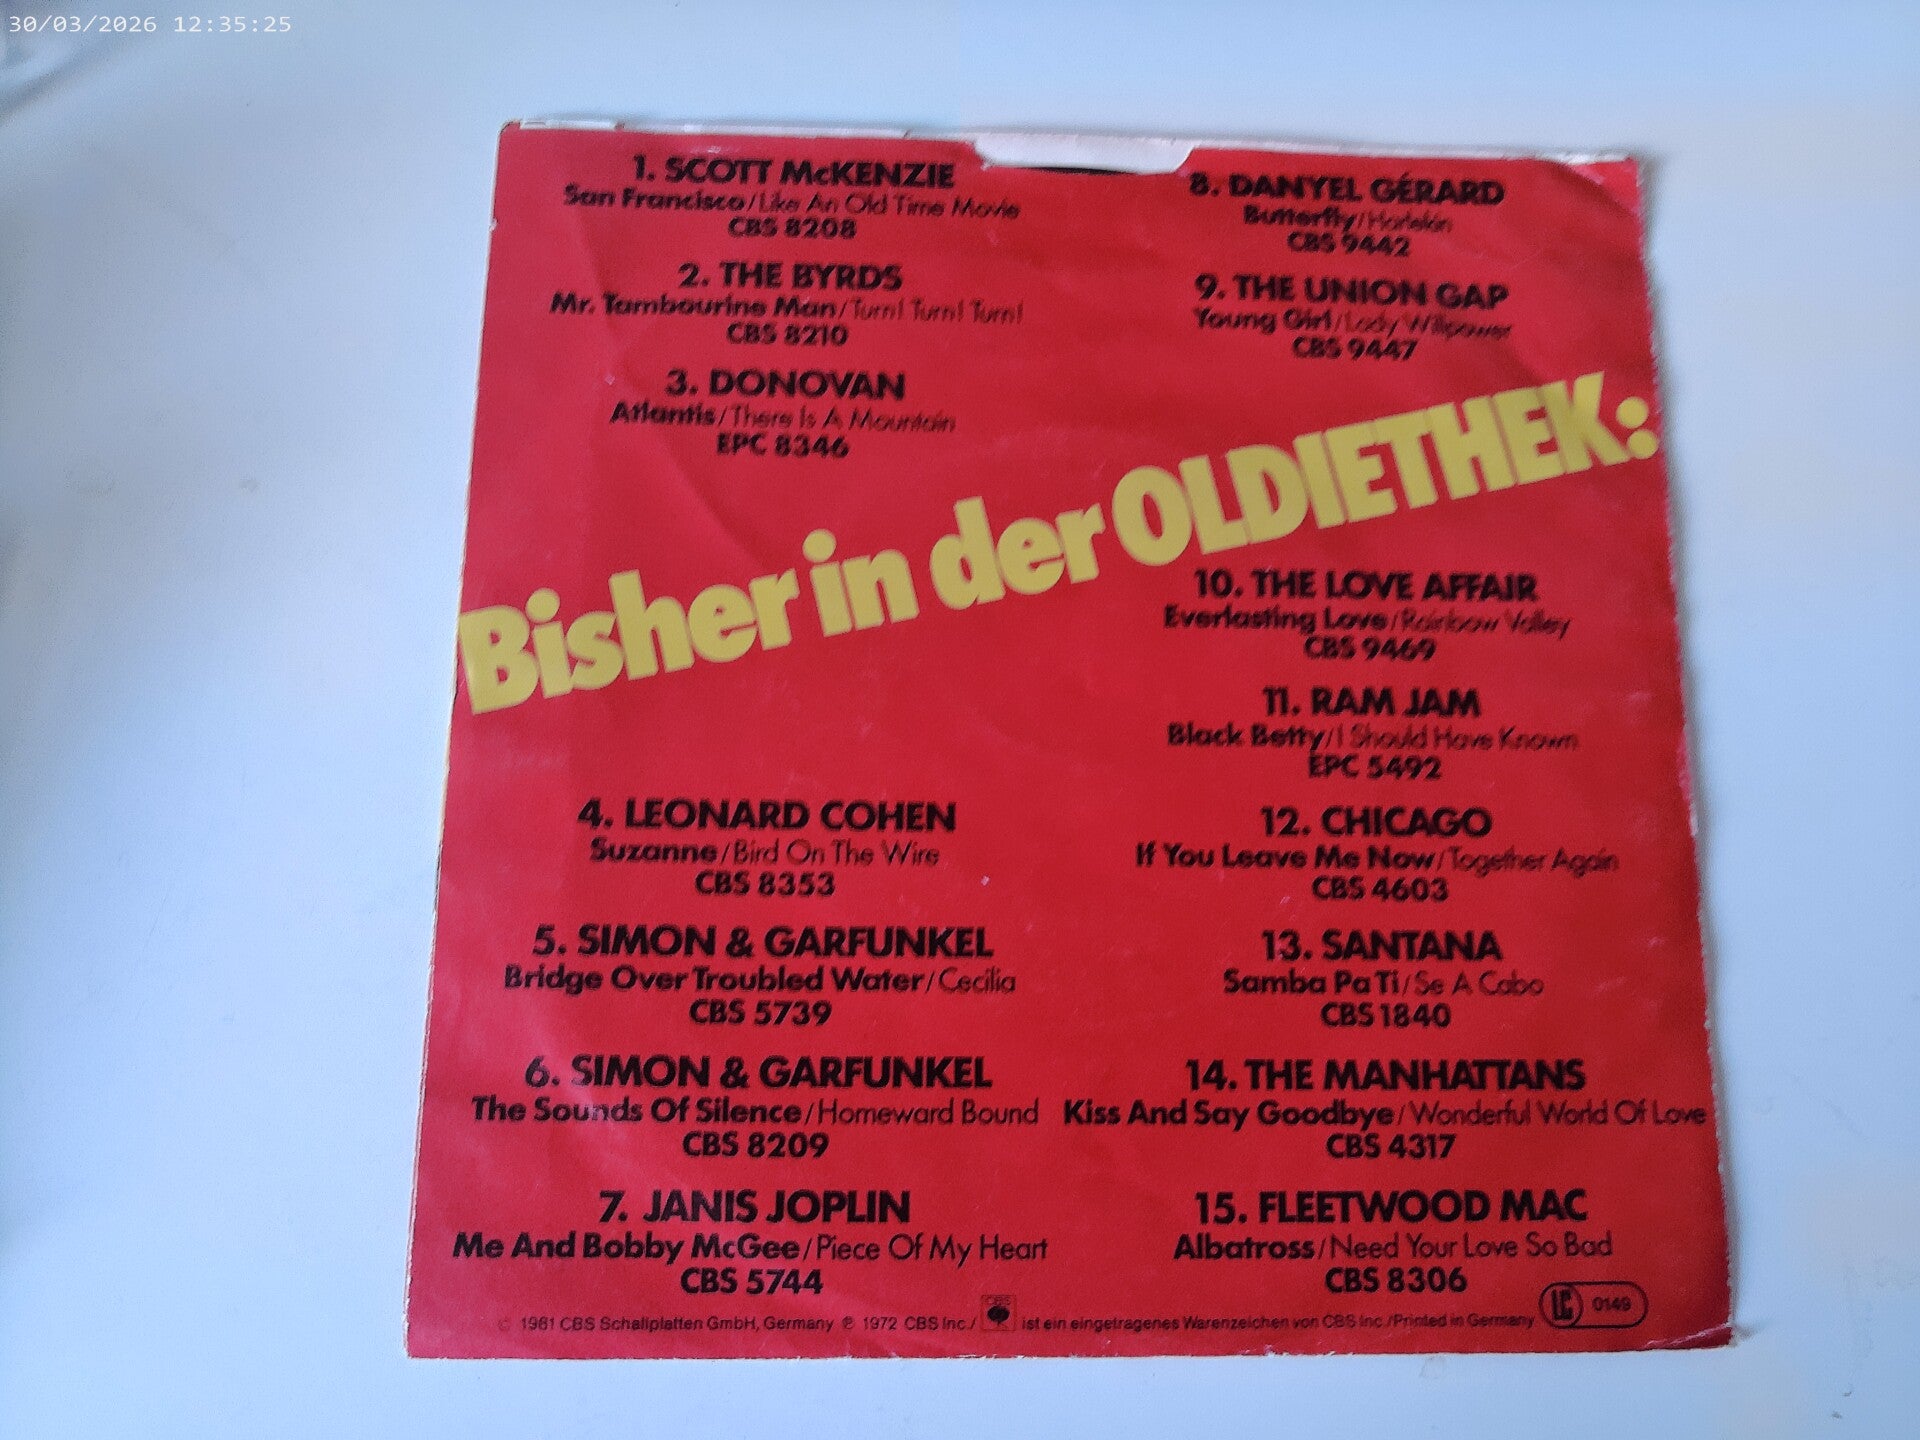 30/03/2026 12:35:25
1. SCOTT McKENZIE
San Francisco/Like An Old Time Movie
CBS 8208
2. THE BYRDS
Mr. Tambourine Man/Turn! Turn! Turn!
CBS 8210
3. DONOVAN
Atlantis/There Is A Mountain
EPC 8346
8. DANYEL GÉRARD
Butterfly/Harlekin
CBS 9442
9. THE UNION GAP
Young Girl/Lady Willpower
CBS 9447
Bisher in der OLDIETHEK:
4. LEONARD COHEN
Suzanne/Bird On The Wire
CBS 8353
5. SIMON & GARFUNKEL
Bridge Over Troubled Water/Cecilia
CBS 5739
6. SIMON & GARFUNKEL
The Sounds Of Silence/Homeward Bound
CBS 8209
7. JANIS JOPLIN
Me And Bobby McGee/Piece Of My Heart
CBS 5744
10. THE LOVE AFFAIR
Everlasting Love/Rainbow Valley
CBS 9469
11. RAM JAM
Black Betty/I Should Have Known
EPC 5492
12. CHICAGO
If You Leave Me Now/Together Again
CBS 4603
13. SANTANA
Samba Pa Ti/Se A Cabo
CBS 1840
14. THE MANHATTANS
Kiss And Say Goodbye/Wonderful World Of Love
CBS 4317
15. FLEETWOOD MAC
Albatross/Need Your Love So Bad
CBS 8306
© 1981 CBS Schallplatten GmbH, Germany ℗ 1972 CBS Inc./ CBS ist ein eingetragenes Warenzeichen von CBS Inc./Printed in Germany
LC 0149